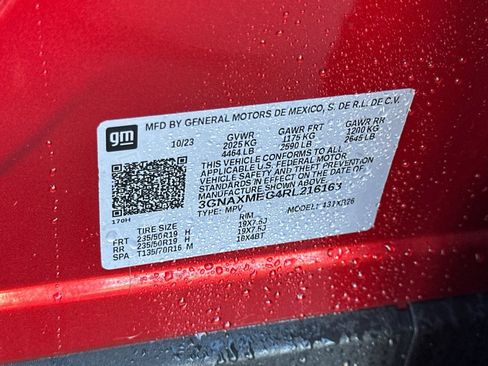 gm
MFD BY GENERAL MOTORS DE MEXICO, S. DE R.L. DE C.V.
10/23 GVWR GAWR FRT GAWR RR
2025 KG 1175 KG 1200 KG
4464 LB 2590 LB 2645 LB
THIS VEHICLE CONFORMS TO ALL
APPLICABLE U.S. FEDERAL MOTOR
VEHICLE SAFETY AND THEFT PREVENTION
STANDARDS IN EFFECT ON THE DATE OF
MANUFACTURE SHOWN ABOVE.
3GNAXMEG4RL216163
170H TYPE: MPV MODEL: 1XR26
TIRE SIZE RIM
FRT 235/50R19 H 19X7.5J
RR 235/50R19 H 19X7.5J
SPA T135/70R16 M 16X4BT